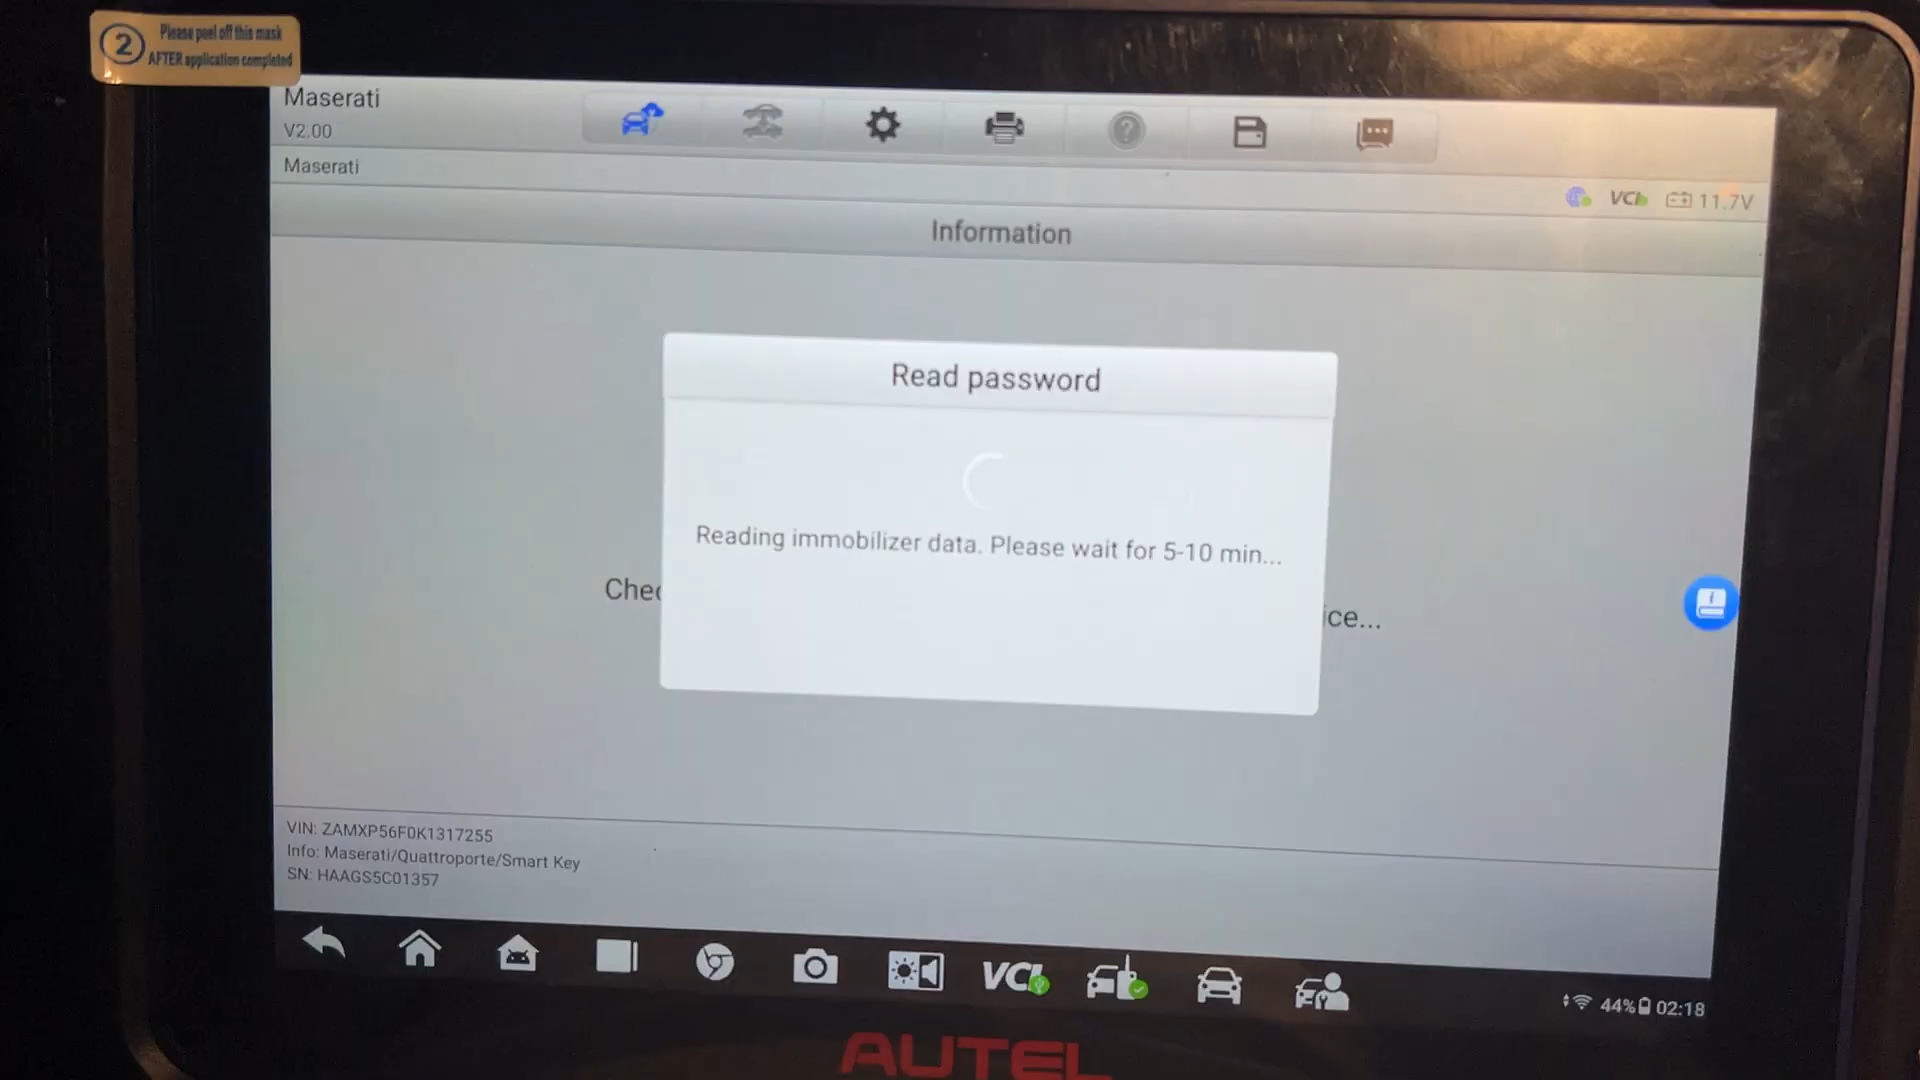 2
Please peel off this mask
AFTER application completed
Maserati
V2.00
Maserati
VCI 11.7V
Information
Read password
Reading immobilizer data. Please wait for 5-10 min...
Chec
ice...
VIN: ZAMXP56F0K1317255
Info: Maserati/Quattroporte/Smart Key
SN: HAAGS5C01357
VCI
44% 02:18
AUTEL